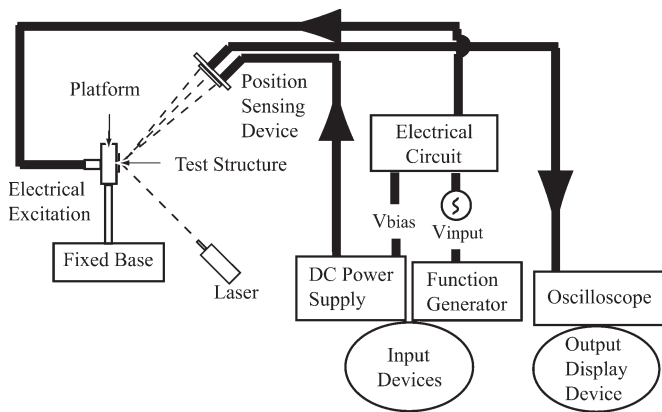 Platform
Position
Sensing
Device
Test Structure
Electrical
Excitation
Fixed Base
Laser
Electrical
Circuit
Vbias
Vinput
DC Power
Supply
Function
Generator
Oscilloscope
Input
Devices
Output
Display
Device